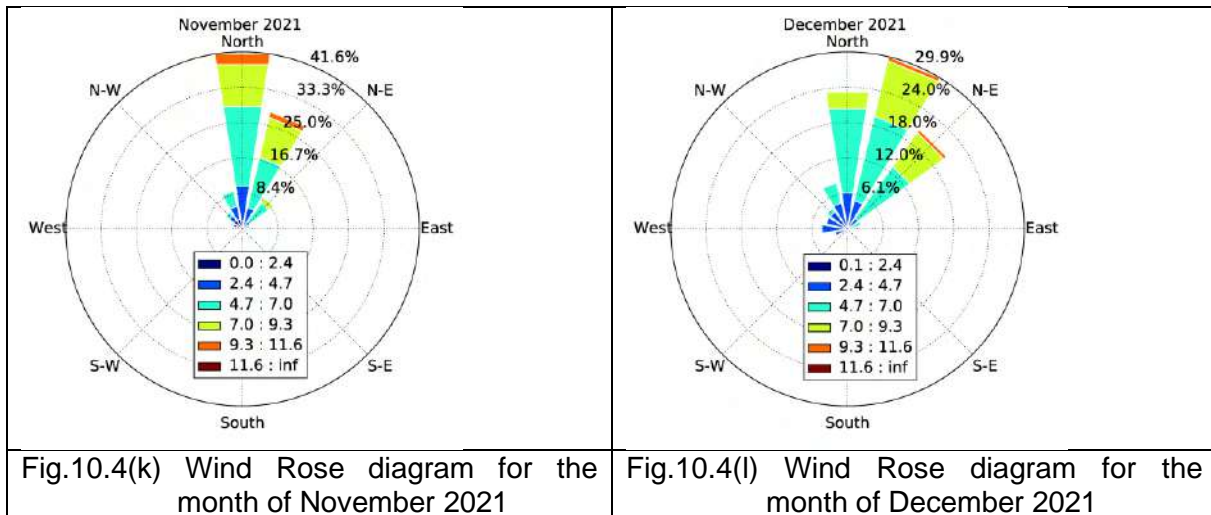 November 2021
North
41.6%
33.3%
25.0%
16.7%
8.4%
N-W
N-E
West
East
0.0 : 2.4
2.4 : 4.7
4.7 : 7.0
7.0 : 9.3
9.3 : 11.6
11.6 : inf
S-W
S-E
South
Fig.10.4(k) Wind Rose diagram for the
month of November 2021
December 2021
North
29.9%
24.0%
18.0%
12.0%
6.1%
N-W
N-E
West
East
0.1 : 2.4
2.4 : 4.7
4.7 : 7.0
7.0 : 9.3
9.3 : 11.6
11.6 : inf
S-W
S-E
South
Fig.10.4(l) Wind Rose diagram for the
month of December 2021